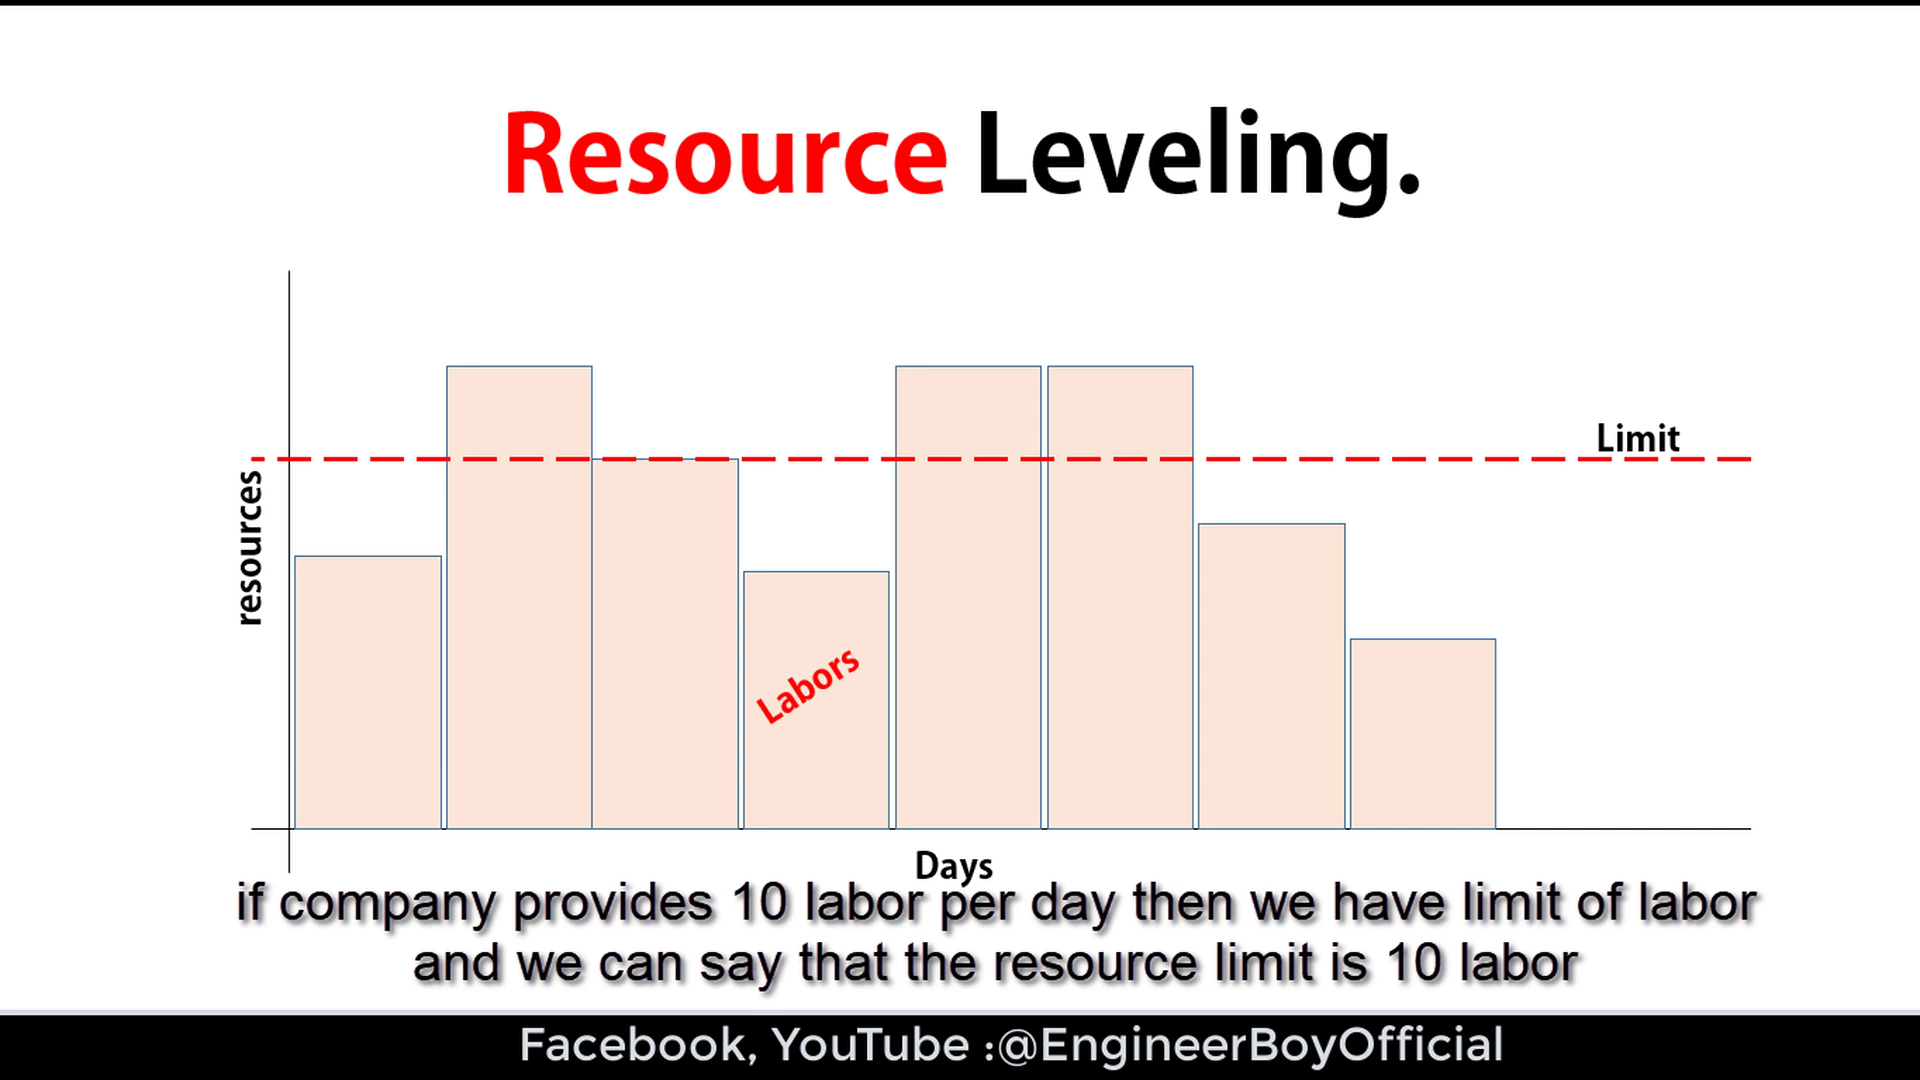 Resource Leveling.
Limit
resources
Labors
Days
if company provides 10 labor per day then we have limit of labor
and we can say that the resource limit is 10 labor
Facebook, YouTube :@EngineerBoyOfficial